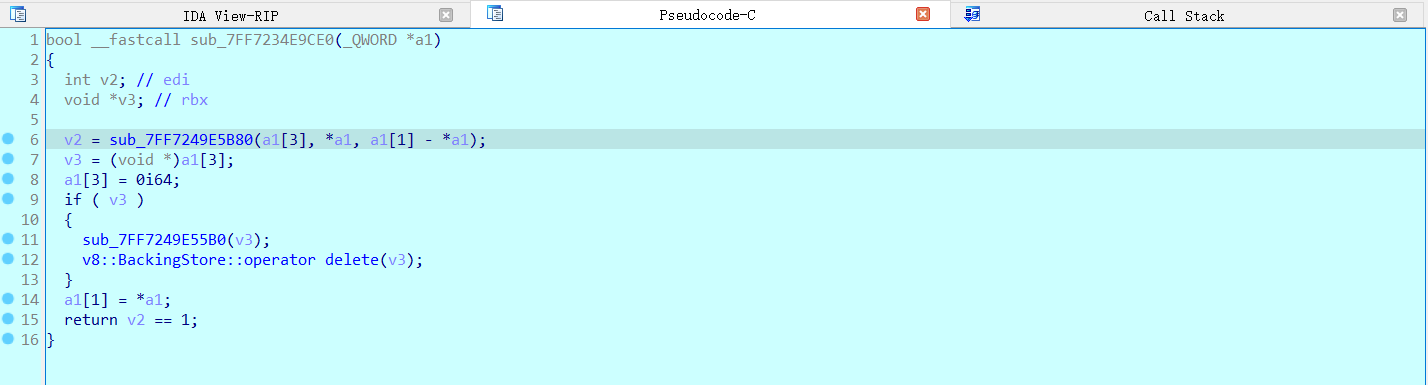 IDA View-RIP Pseudocode-C Call Stack
1 bool __fastcall sub_7FF7234E9CE0(_QWORD *a1)
2 {
3   int v2; // edi
4   void *v3; // rbx
5
6   v2 = sub_7FF7249E5B80(a1[3], *a1, a1[1] - *a1);
7   v3 = (void *)a1[3];
8   a1[3] = 0i64;
9   if ( v3 )
10   {
11     sub_7FF7249E55B0(v3);
12     v8::BackingStore::operator delete(v3);
13   }
14   a1[1] = *a1;
15   return v2 == 1;
16 }